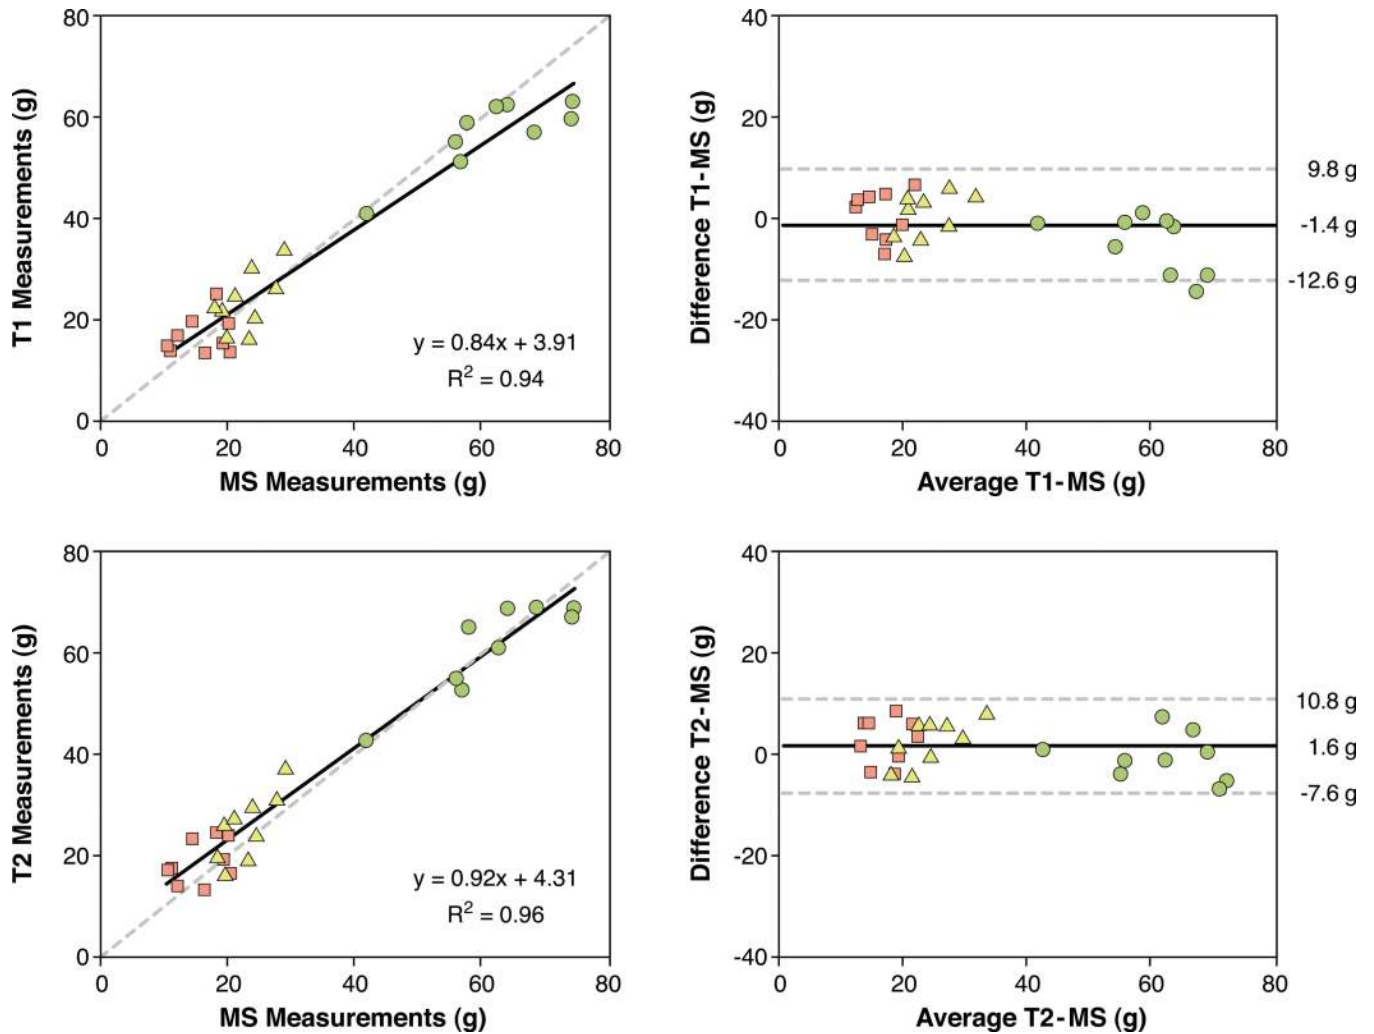 80
60
40
20
0
T1 Measurements (g)
y = 0.84x + 3.91
R² = 0.94
0 20 40 60 80
MS Measurements (g)
40
20
0
-20
-40
Difference T1-MS (g)
9.8 g
-1.4 g
-12.6 g
0 20 40 60 80
Average T1-MS (g)
80
60
40
20
0
T2 Measurements (g)
y = 0.92x + 4.31
R² = 0.96
0 20 40 60 80
MS Measurements (g)
40
20
0
-20
-40
Difference T2-MS (g)
10.8 g
1.6 g
-7.6 g
0 20 40 60 80
Average T2-MS (g)